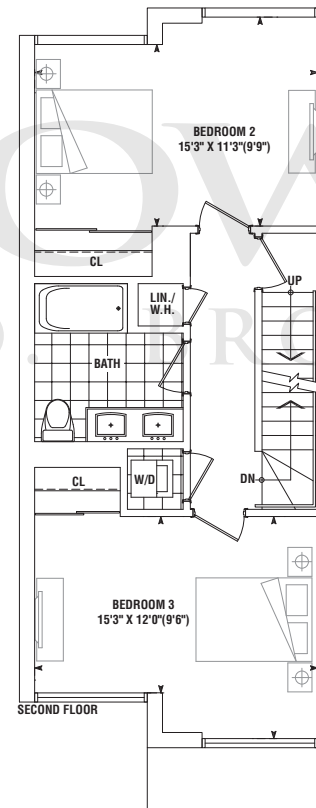 BEDROOM 2
15'3" X 11'3"(9'9")
CL
UP
LIN./
W.H.
BATH
CL
W/D
DN
BEDROOM 3
15'3" X 12'0"(9'6")
SECOND FLOOR